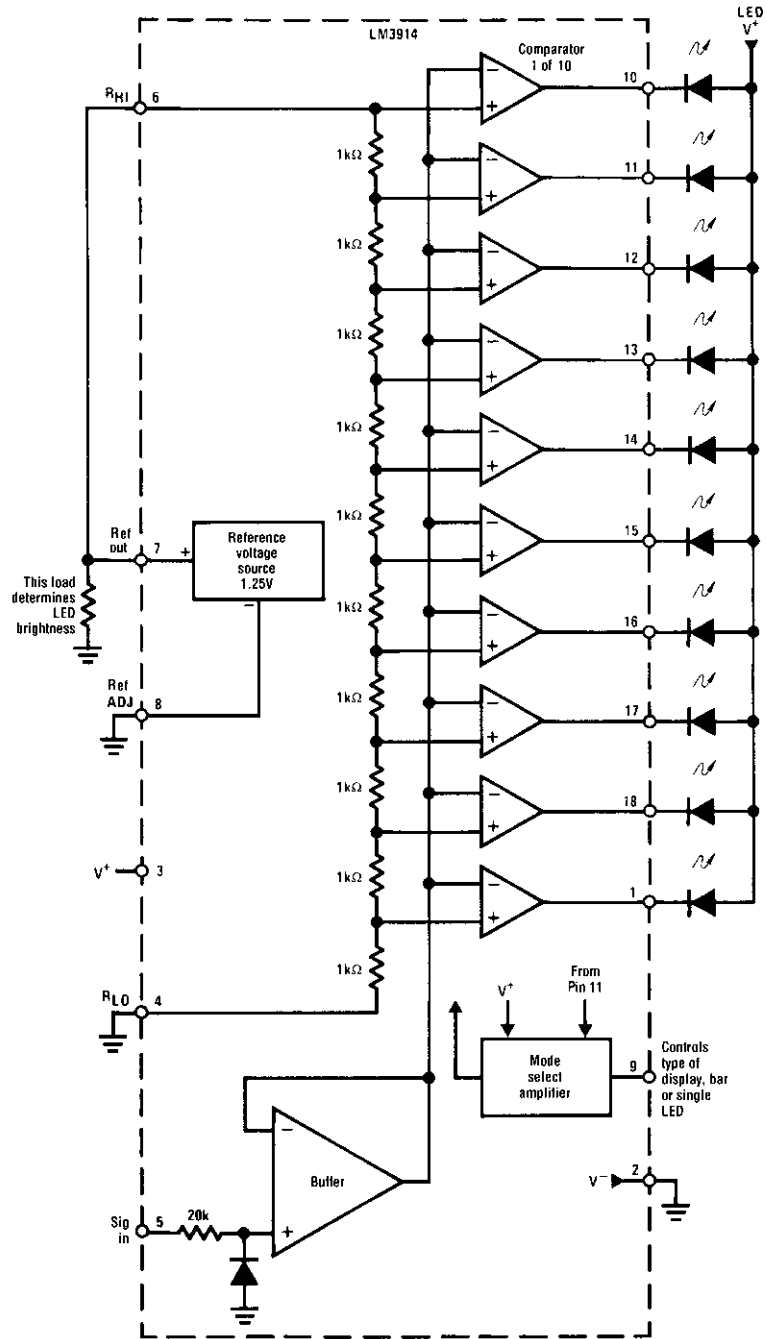 LED
V+
LM3914
Comparator
1 of 10
RHI
6
−
+
10
1kΩ
−
+
11
1kΩ
−
+
12
1kΩ
−
+
13
1kΩ
−
+
14
1kΩ
−
+
15
Ref
out
7
+
Reference
voltage
source
1.25V
−
This load
determines
LED
brightness
1kΩ
−
+
16
1kΩ
−
+
17
Ref
ADJ
8
1kΩ
−
+
18
V+
3
1kΩ
−
+
1
1kΩ
RLO
4
V+
From
Pin 11
Mode
select
amplifier
9
Controls
type of
display, bar
or single
LED
−
Buffer
+
V−
2
Sig
in
5
20k